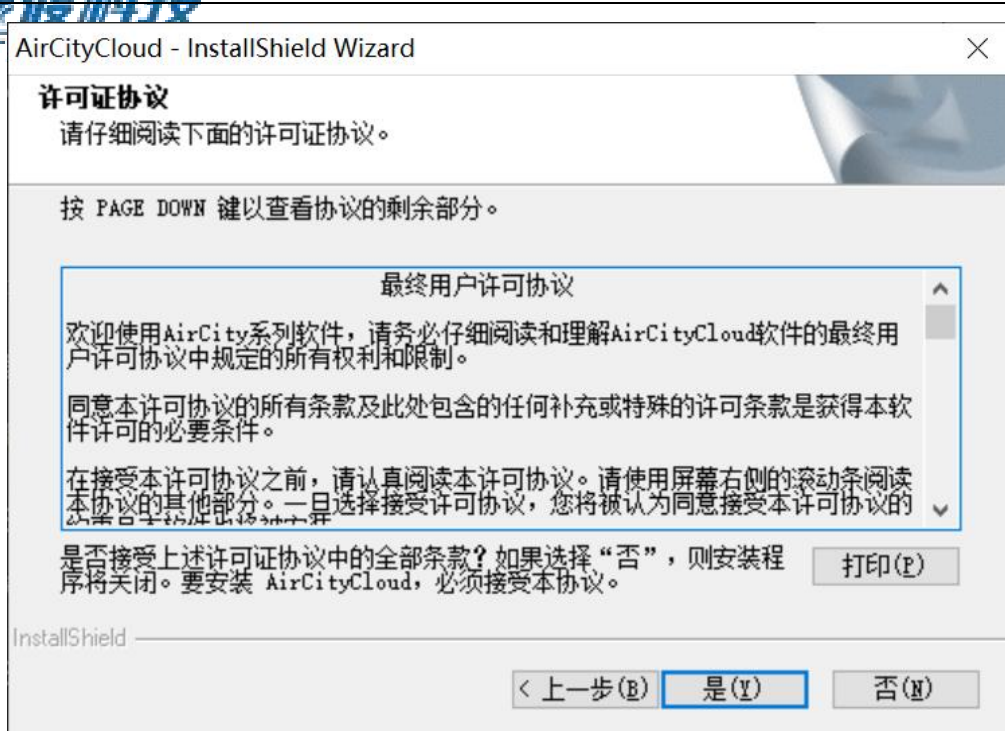 AirCityCloud - InstallShield Wizard
许可证协议
请仔细阅读下面的许可证协议。
按 PAGE DOWN 键以查看协议的剩余部分。
最终用户许可协议
欢迎使用AirCity系列软件，请务必仔细阅读和理解AirCityCloud软件的最终用
户许可协议中规定的所有权利和限制。
同意本许可协议的所有条款及此处包含的任何补充或特殊的许可条款是获得本软
件许可的必要条件。
在接受本许可协议之前，请认真阅读本许可协议。请使用屏幕右侧的滚动条阅读
本协议的其他部分。一旦选择接受许可协议，您将被认为同意接受本许可协议的
是否接受上述许可证协议中的全部条款？如果选择“否”，则安装程
序将关闭。要安装 AirCityCloud，必须接受本协议。
打印(P)
InstallShield
< 上一步(B)
是(Y)
否(N)